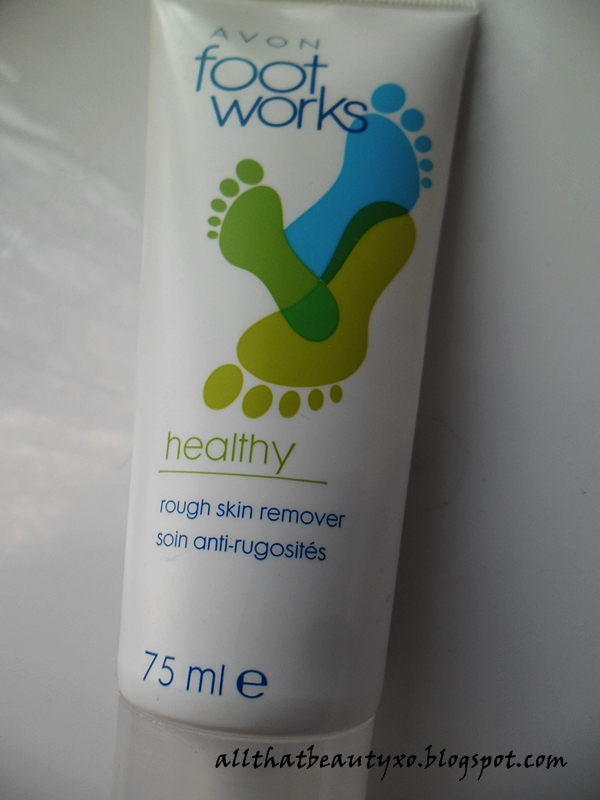 AVON
foot
works
healthy
rough skin remover
soin anti-rugosités
75 ml e
allthatbeautyxo.blogspot.com